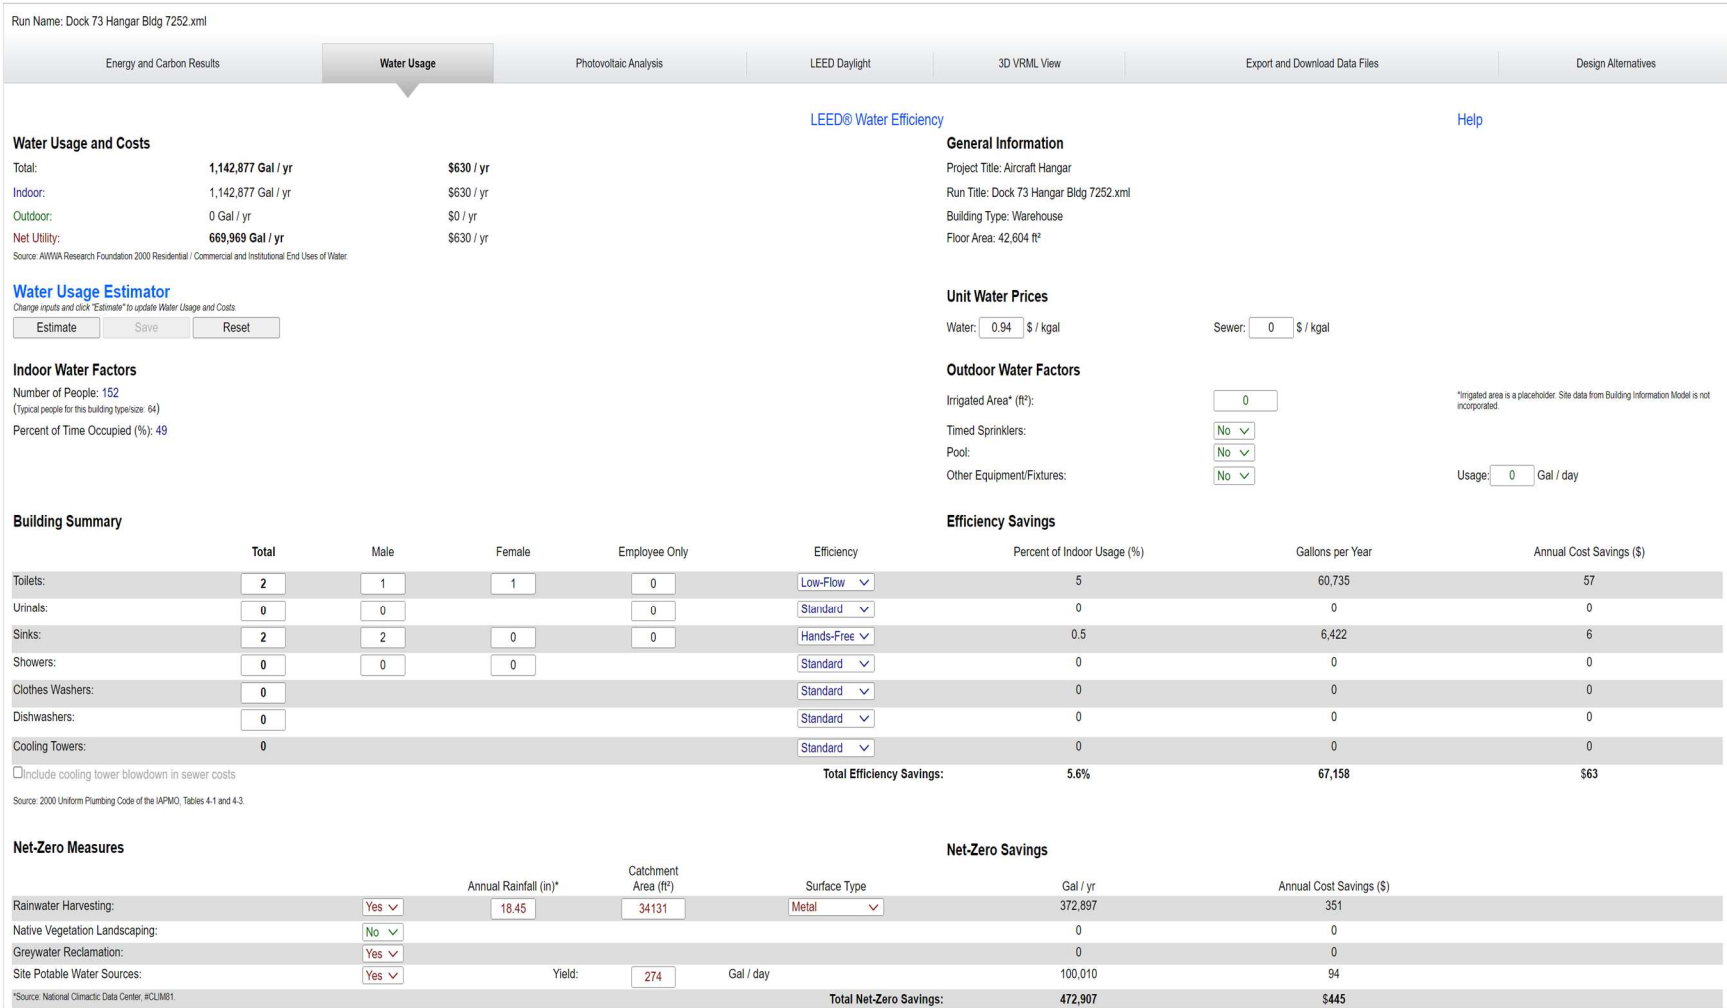 Run Name: Dock 73 Hangar Bldg 7252.xml
Energy and Carbon Results Water Usage Photovoltaic Analysis LEED Daylight 3D VRML View Export and Download Data Files Design Alternatives
LEED® Water Efficiency Help
Water Usage and Costs General Information
Total: 1,142,877 Gal / yr $630 / yr Project Title: Aircraft Hangar
Indoor: 1,142,877 Gal / yr $630 / yr Run Title: Dock 73 Hangar Bldg 7252.xml
Outdoor: 0 Gal / yr $0 / yr Building Type: Warehouse
Net Utility: 669,969 Gal / yr $630 / yr Floor Area: 42,604 ft²
Source: AWWA Research Foundation 2000 Residential / Commercial and Institutional End Uses of Water.
Water Usage Estimator Unit Water Prices
Change inputs and click "Estimate" to update Water Usage and Costs.
Estimate Save Reset Water: 0.94 $ / kgal Sewer: 0 $ / kgal
Indoor Water Factors Outdoor Water Factors
Number of People: 152 Irrigated Area* (ft²): 0 *Irrigated area is a placeholder. Site data from Building Information Model is not
incorporated.
(Typical people for this building type/size: 64)
Percent of Time Occupied (%): 49 Timed Sprinklers: No
Pool: No
Other Equipment/Fixtures: No Usage: 0 Gal / day
Building Summary Efficiency Savings
Total Male Female Employee Only Efficiency Percent of Indoor Usage (%) Gallons per Year Annual Cost Savings ($)
Toilets: 2 1 1 0 Low-Flow 5 60,735 57
Urinals: 0 0 0 Standard 0 0 0
Sinks: 2 2 0 0 Hands-Free 0.5 6,422 6
Showers: 0 0 0 Standard 0 0 0
Clothes Washers: 0 Standard 0 0 0
Dishwashers: 0 Standard 0 0 0
Cooling Towers: 0 Standard 0 0 0
Include cooling tower blowdown in sewer costs Total Efficiency Savings: 5.6% 67,158 $63
Source: 2000 Uniform Plumbing Code of the IAPMO, Tables 4-1 and 4-3.
Net-Zero Measures Net-Zero Savings
Annual Rainfall (in)* Catchment Area (ft²) Surface Type Gal / yr Annual Cost Savings ($)
Rainwater Harvesting: Yes 18.45 34131 Metal 372,897 351
Native Vegetation Landscaping: No 0 0
Greywater Reclamation: Yes 0 0
Site Potable Water Sources: Yes Yield: 274 Gal / day 100,010 94
*Source: National Climactic Data Center, #CLIM81. Total Net-Zero Savings: 472,907 $445